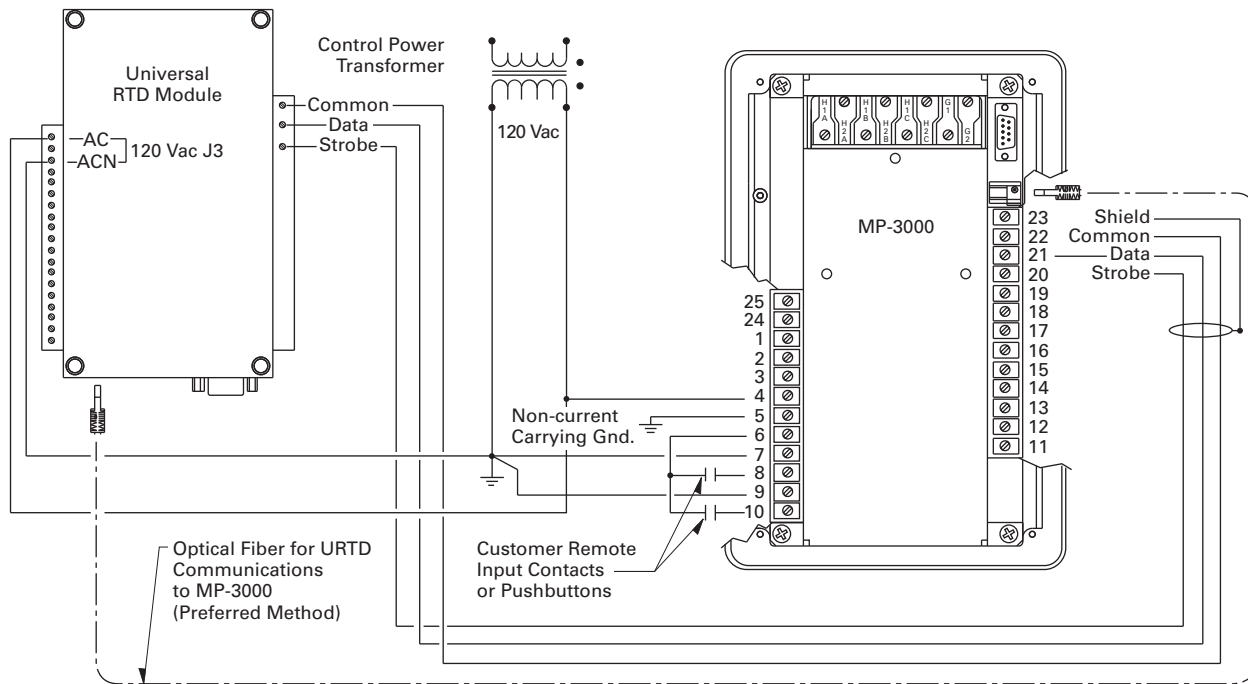 Universal
RTD Module
AC
ACN
120 Vac J3
Common
Data
Strobe
Control Power
Transformer
120 Vac
H1A
H2A
H1B
H2B
H1C
H2C
G1
G2
MP-3000
25
24
1
2
3
4
5
6
7
8
9
10
23
22
21
20
19
18
17
16
15
14
13
12
11
Shield
Common
Data
Strobe
Non-current
Carrying Gnd.
Optical Fiber for URTD
Communications
to MP-3000
(Preferred Method)
Customer Remote
Input Contacts
or Pushbuttons